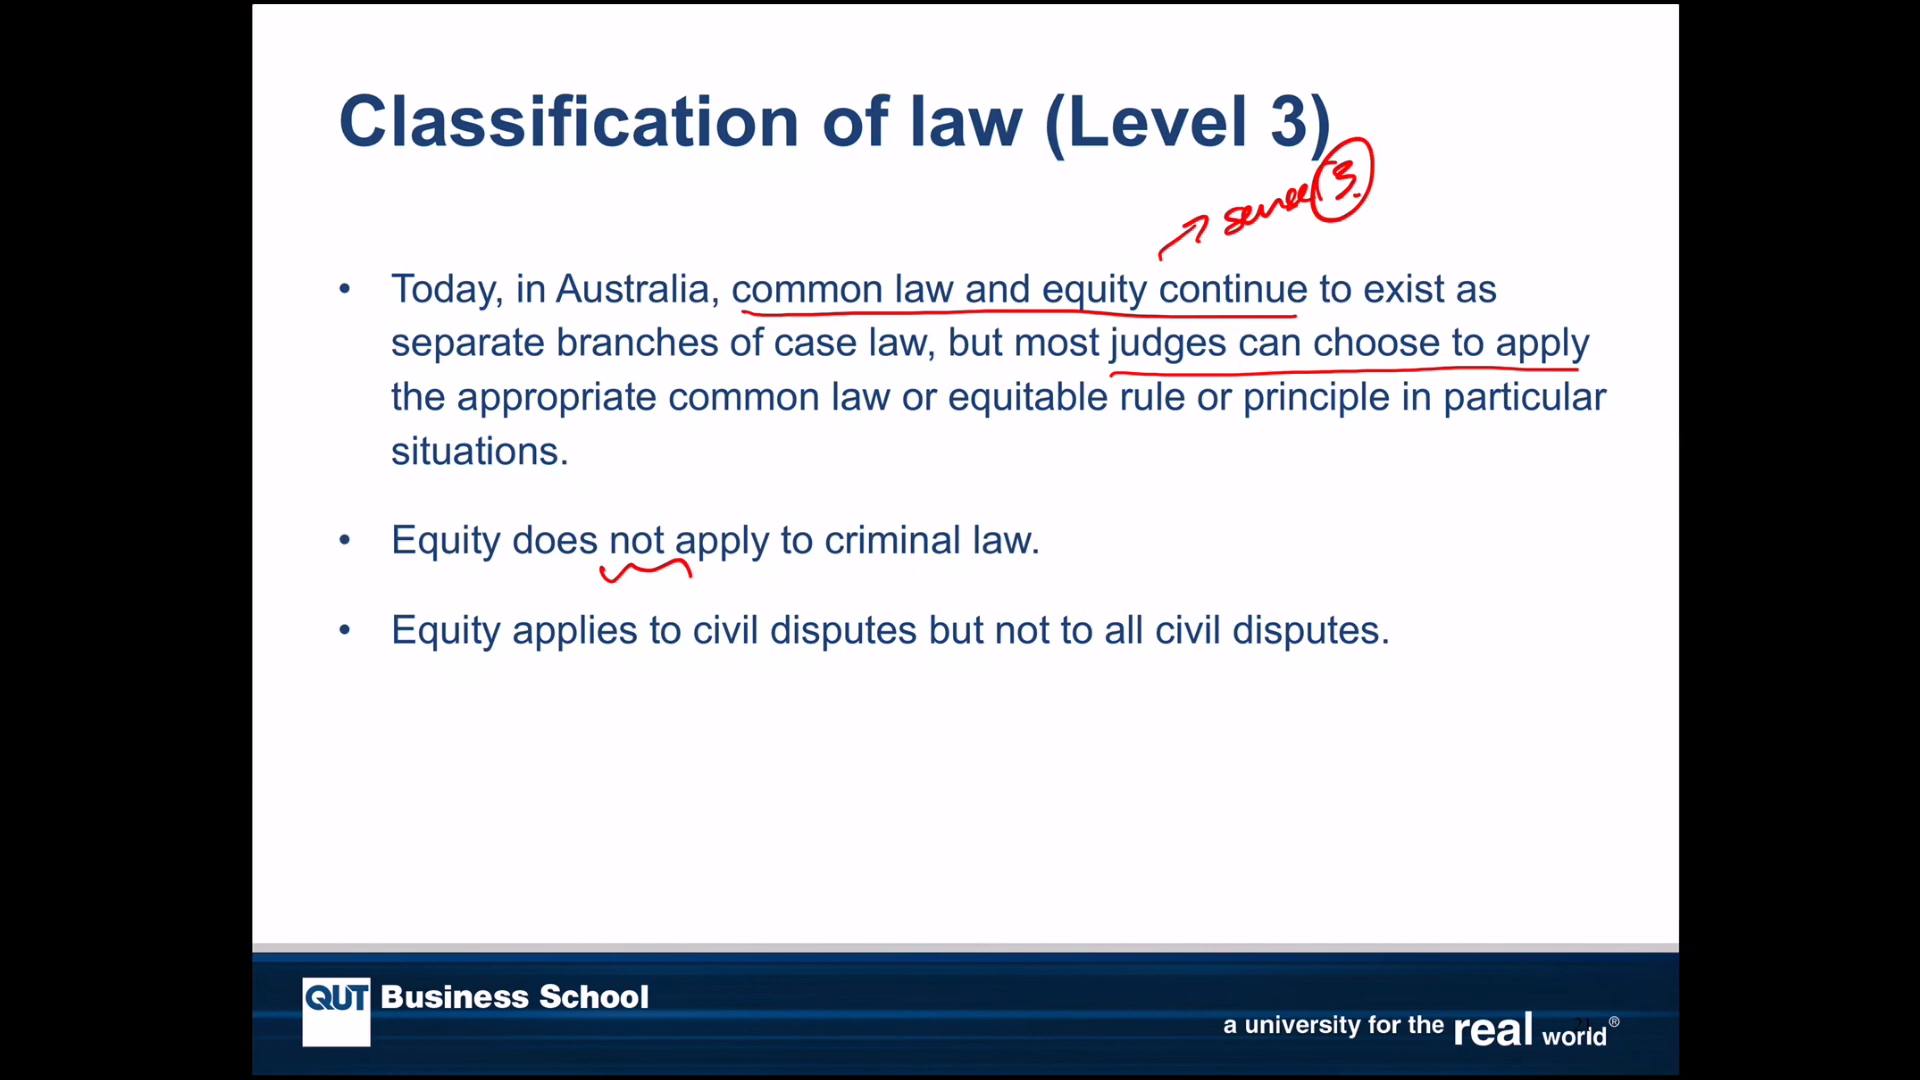 Classification of law (Level 3)
sense 3
• Today, in Australia, common law and equity continue to exist as
separate branches of case law, but most judges can choose to apply
the appropriate common law or equitable rule or principle in particular
situations.
• Equity does not apply to criminal law.
• Equity applies to civil disputes but not to all civil disputes.
QUT Business School
a university for the real world®